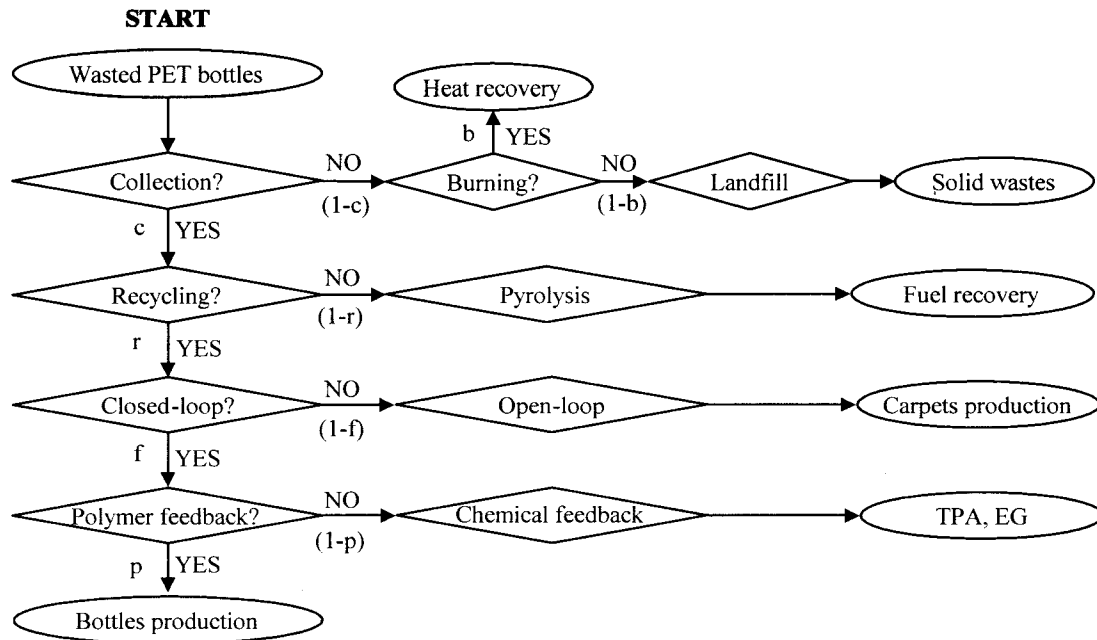 START
Wasted PET bottles
Heat recovery
b YES
Collection?
NO
(1-c)
Burning?
NO
(1-b)
Landfill
Solid wastes
c YES
Recycling?
NO
(1-r)
Pyrolysis
Fuel recovery
r YES
Closed-loop?
NO
(1-f)
Open-loop
Carpets production
f YES
Polymer feedback?
NO
(1-p)
Chemical feedback
TPA, EG
p YES
Bottles production